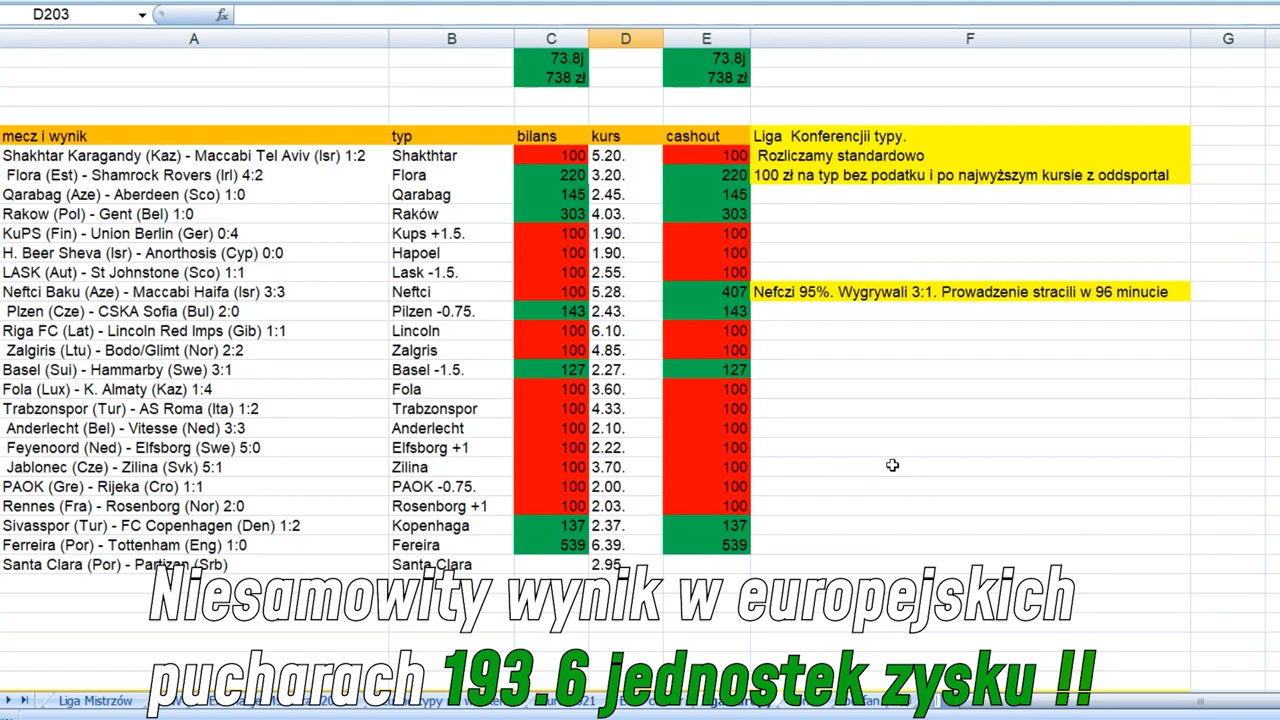 D203 fx
A B C D E F G
73.8j 73.8j
738 zł 738 zł
mecz i wynik typ bilans kurs cashout Liga Konferencjii typy.
Shakhtar Karagandy (Kaz) - Maccabi Tel Aviv (Isr) 1:2 Shakthtar 100 5.20. 100 Rozliczamy standardowo
Flora (Est) - Shamrock Rovers (Irl) 4:2 Flora 220 3.20. 220 100 zł na typ bez podatku i po najwyższym kursie z oddsportal
Qarabag (Aze) - Aberdeen (Sco) 1:0 Qarabag 145 2.45. 145
Rakow (Pol) - Gent (Bel) 1:0 Raków 303 4.03. 303
KuPS (Fin) - Union Berlin (Ger) 0:4 Kups +1.5. 100 1.90. 100
H. Beer Sheva (Isr) - Anorthosis (Cyp) 0:0 Hapoel 100 1.90. 100
LASK (Aut) - St Johnstone (Sco) 1:1 Lask -1.5. 100 2.55. 100
Neftci Baku (Aze) - Maccabi Haifa (Isr) 3:3 Neftci 100 5.28. 407 Nefczi 95%. Wygrywali 3:1. Prowadzenie stracili w 96 minucie
Plzen (Cze) - CSKA Sofia (Bul) 2:0 Pilzen -0.75. 143 2.43. 143
Riga FC (Lat) - Lincoln Red Imps (Gib) 1:1 Lincoln 100 6.10. 100
Zalgiris (Ltu) - Bodo/Glimt (Nor) 2:2 Zalgris 100 4.85. 100
Basel (Sui) - Hammarby (Swe) 3:1 Basel -1.5. 127 2.27. 127
Fola (Lux) - K. Almaty (Kaz) 1:4 Fola 100 3.60. 100
Trabzonspor (Tur) - AS Roma (Ita) 1:2 Trabzonspor 100 4.33. 100
Anderlecht (Bel) - Vitesse (Ned) 3:3 Anderlecht 100 2.10. 100
Feyenoord (Ned) - Elfsborg (Swe) 5:0 Elfsborg +1 100 2.22. 100
Jablonec (Cze) - Zilina (Svk) 5:1 Zilina 100 3.70. 100
PAOK (Gre) - Rijeka (Cro) 1:1 PAOK -0.75. 100 2.00. 100
Rennes (Fra) - Rosenborg (Nor) 2:0 Rosenborg +1 100 2.03. 100
Sivasspor (Tur) - FC Copenhagen (Den) 1:2 Kopenhaga 137 2.37. 137
Ferreira (Por) - Tottenham (Eng) 1:0 Fereira 539 6.39. 539
Santa Clara (Por) - Partizan (Srb) Santa Clara 2.95
Niesamowity wynik w europejskich
pucharach 193.6 jednostek zysku !!
Liga Mistrzów